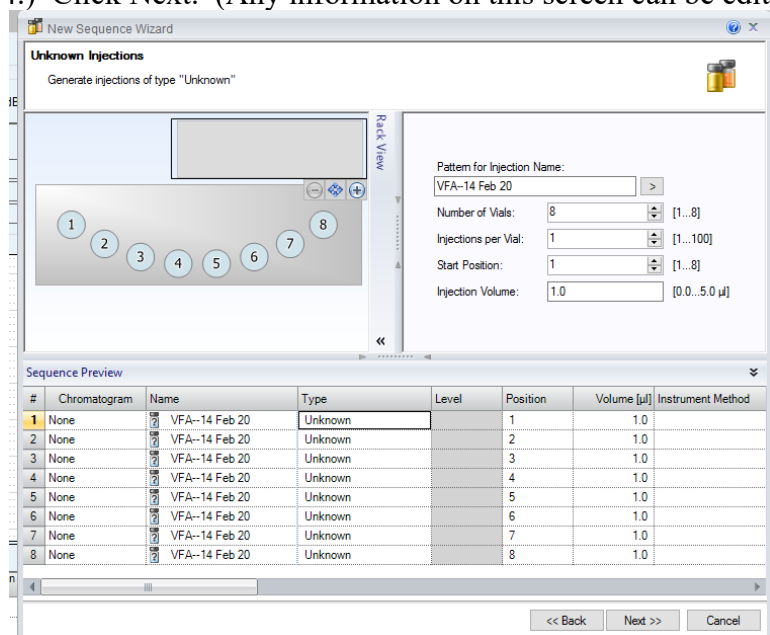 4.) Click Next. (Any information on this screen can be edit
New Sequence Wizard
Unknown Injections
Generate injections of type "Unknown"
Rack View
1 2 3 4 5 6 7 8
Pattern for Injection Name:
VFA--14 Feb 20 >
Number of Vials: 8 [1...8]
Injections per Vial: 1 [1...100]
Start Position: 1 [1...8]
Injection Volume: 1.0 [0.0...5.0 µl]
Sequence Preview
# Chromatogram Name Type Level Position Volume [µl] Instrument Method
1 None VFA--14 Feb 20 Unknown 1 1.0
2 None VFA--14 Feb 20 Unknown 2 1.0
3 None VFA--14 Feb 20 Unknown 3 1.0
4 None VFA--14 Feb 20 Unknown 4 1.0
5 None VFA--14 Feb 20 Unknown 5 1.0
6 None VFA--14 Feb 20 Unknown 6 1.0
7 None VFA--14 Feb 20 Unknown 7 1.0
8 None VFA--14 Feb 20 Unknown 8 1.0
<< Back Next >> Cancel